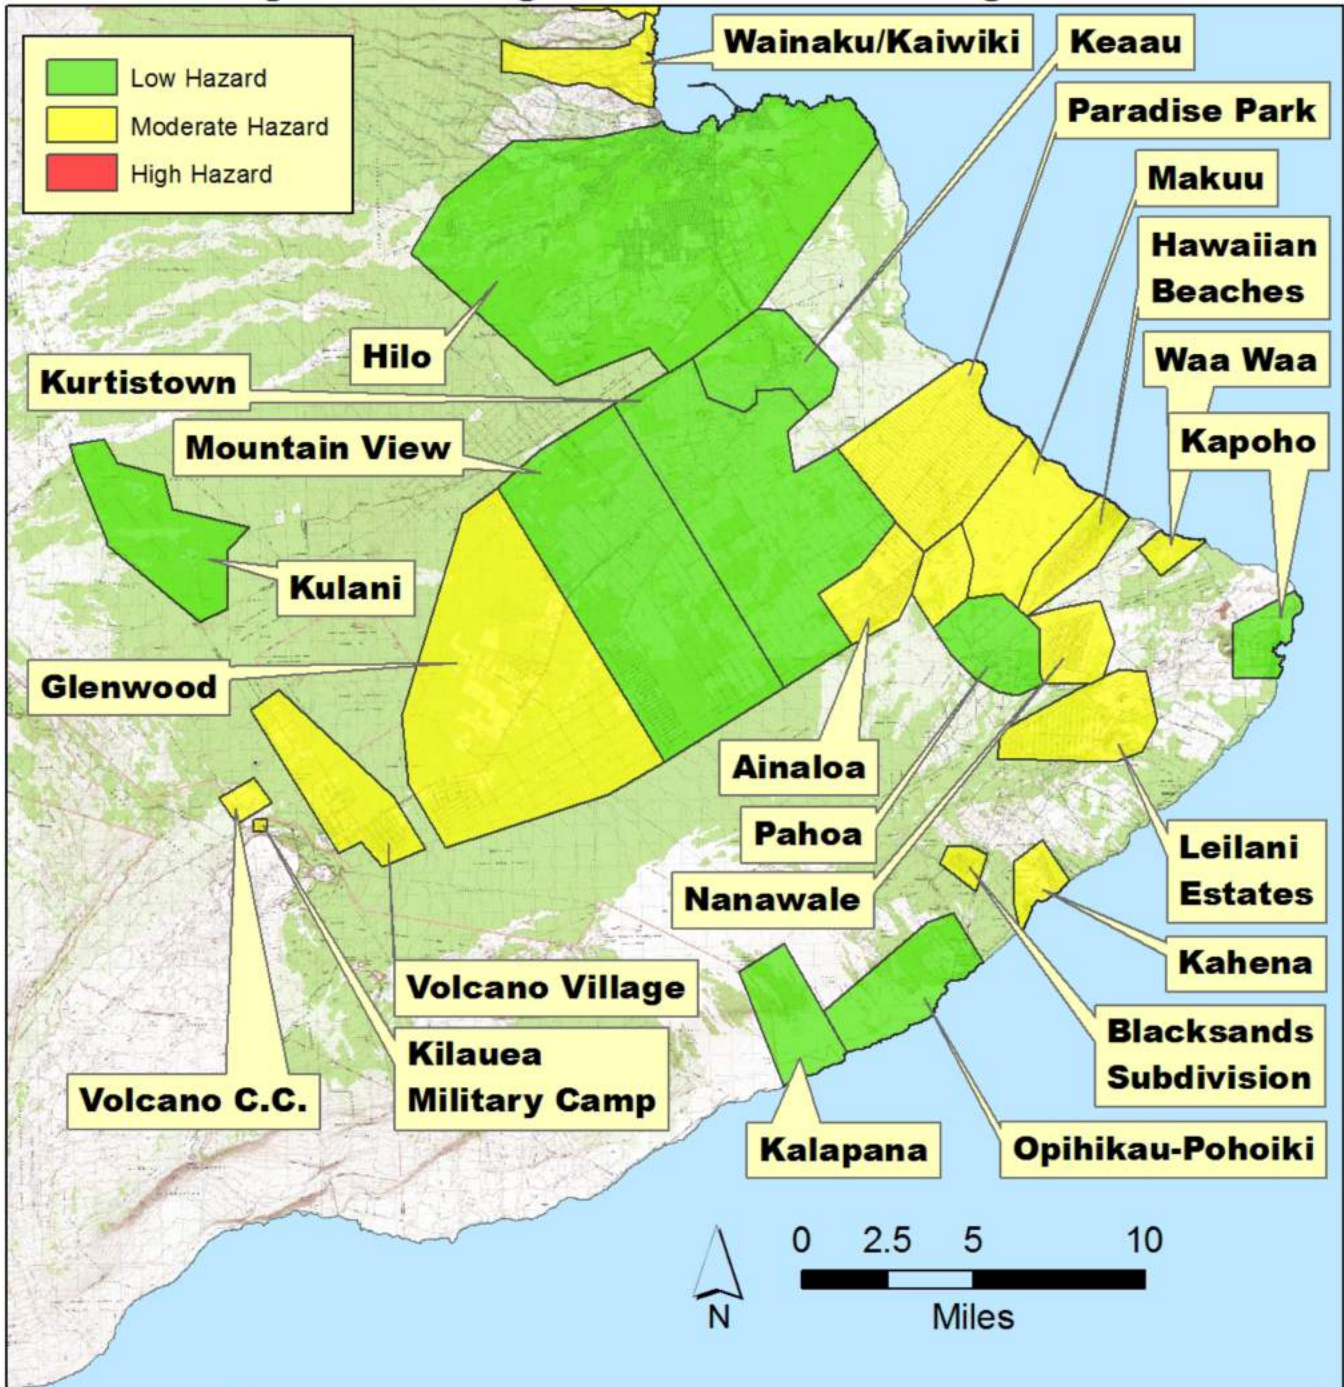 Wainaku/Kaiwiki
Keaau
Low Hazard
Moderate Hazard
High Hazard
Paradise Park
Makuu
Hawaiian
Beaches
Waa Waa
Hilo
Kurtistown
Mountain View
Kapoho
Kulani
Glenwood
Ainaloa
Pahoa
Nanawale
Leilani
Estates
Kahena
Volcano Village
Kilauea
Military Camp
Volcano C.C.
Blacksands
Subdivision
Kalapana
Opihikau-Pohoiki
N
0 2.5 5 10
Miles